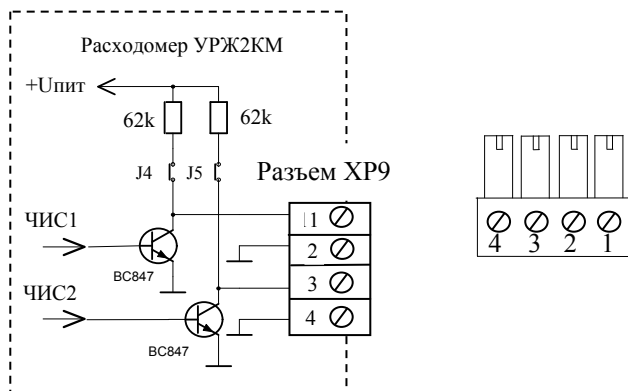 Расходомер УРЖ2КМ
+Uпит
62k 62k
J4 J5
Разъем XP9
ЧИС1
BC847
ЧИС2
BC847
1
2
3
4
4 3 2 1